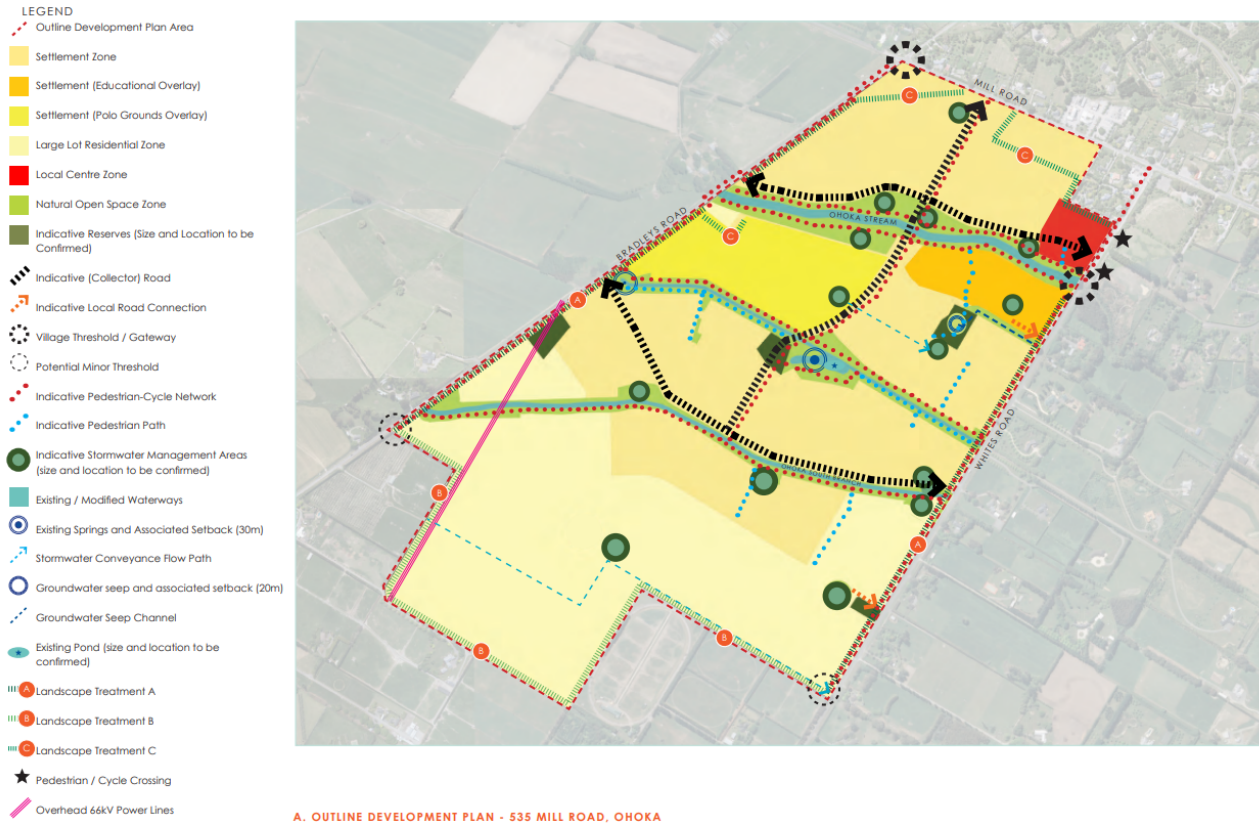 LEGEND
Outline Development Plan Area
Settlement Zone
Settlement (Educational Overlay)
Settlement (Polo Grounds Overlay)
Large Lot Residential Zone
Local Centre Zone
Natural Open Space Zone
Indicative Reserves (Size and Location to be
Confirmed)
Indicative (Collector) Road
Indicative Local Road Connection
Village Threshold / Gateway
Potential Minor Threshold
Indicative Pedestrian-Cycle Network
Indicative Pedestrian Path
Indicative Stormwater Management Areas
(size and location to be confirmed)
Existing / Modified Waterways
Existing Springs and Associated Setback (30m)
Stormwater Conveyance Flow Path
Groundwater seep and associated setback (20m)
Groundwater Seep Channel
Existing Pond (size and location to be
confirmed)
A Landscape Treatment A
B Landscape Treatment B
C Landscape Treatment C
Pedestrian / Cycle Crossing
Overhead 66kV Power Lines
MILL ROAD
C
C
OHOKA STREAM
BRADLEYS ROAD
C
A
WHITES ROAD
OHOKA SOUTH BRANCH
B
A
B
B
A. OUTLINE DEVELOPMENT PLAN - 535 MILL ROAD, OHOKA